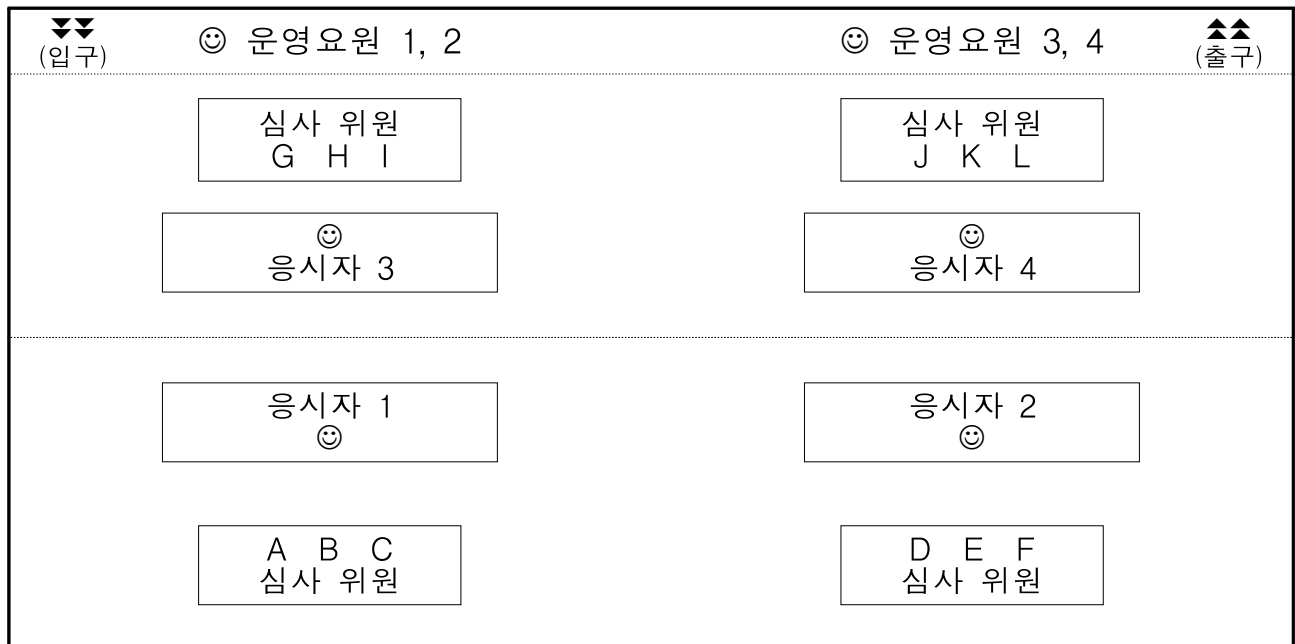 ☺ 운영요원 1, 2
☺ 운영요원 3, 4
(입구)
(출구)
심사 위원
G H I
심사 위원
J K L
☺
응시자 3
☺
응시자 4
응시자 1
☺
응시자 2
☺
A B C
심사 위원
D E F
심사 위원